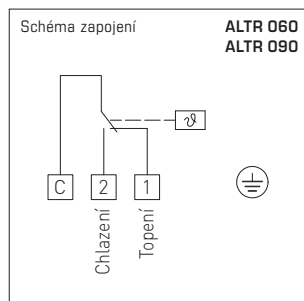 Schéma zapojení
ALTR 060
ALTR 090
ϑ
C 2 1
Chlazení
Topení